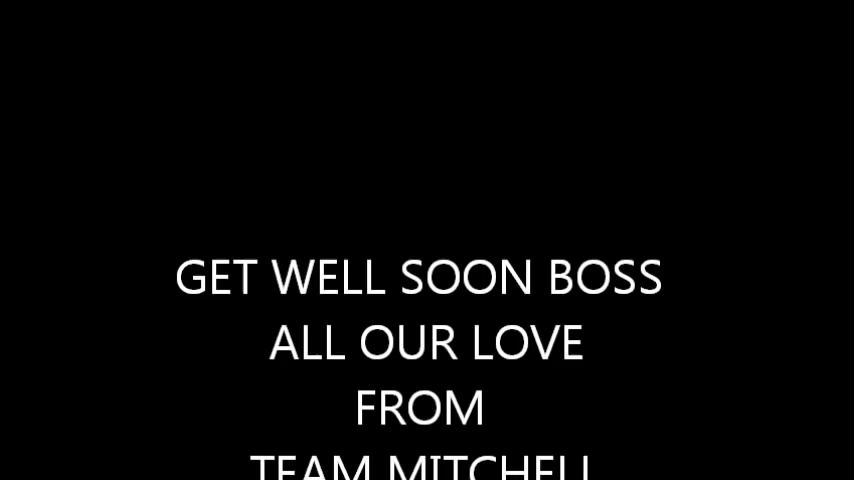 GET WELL SOON BOSS
ALL OUR LOVE
FROM
TEAM MITCHELL